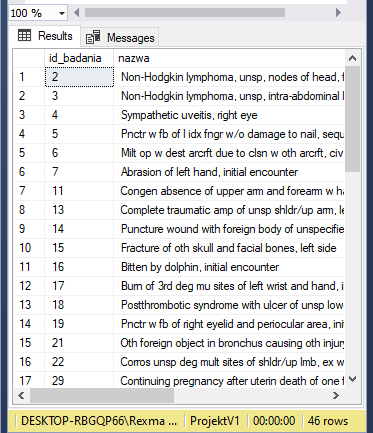 100 %
Results Messages
id_badania nazwa
1 2 Non-Hodgkin lymphoma, unsp, nodes of head, f
2 3 Non-Hodgkin lymphoma, unsp, intra-abdominal l
3 4 Sympathetic uveitis, right eye
4 5 Pnctr w fb of l idx fngr w/o damage to nail, sequ
5 6 Milt op w dest arcrft due to clsn w oth arcrft, civ
6 7 Abrasion of left hand, initial encounter
7 11 Congen absence of upper arm and forearm w ha
8 13 Complete traumatic amp of unsp shldr/up arm, le
9 14 Puncture wound with foreign body of unspecifie
10 15 Fracture of oth skull and facial bones, left side
11 16 Bitten by dolphin, initial encounter
12 17 Burn of 3rd deg mu sites of left wrist and hand, i
13 18 Postthrombotic syndrome with ulcer of unsp low
14 19 Pnctr w fb of right eyelid and periocular area, ini
15 21 Oth foreign object in bronchus causing oth injury
16 22 Corros unsp deg mult sites of shldr/up lmb, ex w
17 29 Continuing pregnancy after uterin death of one f
DESKTOP-RBGQP66\Rexma ... ProjektV1 00:00:00 46 rows